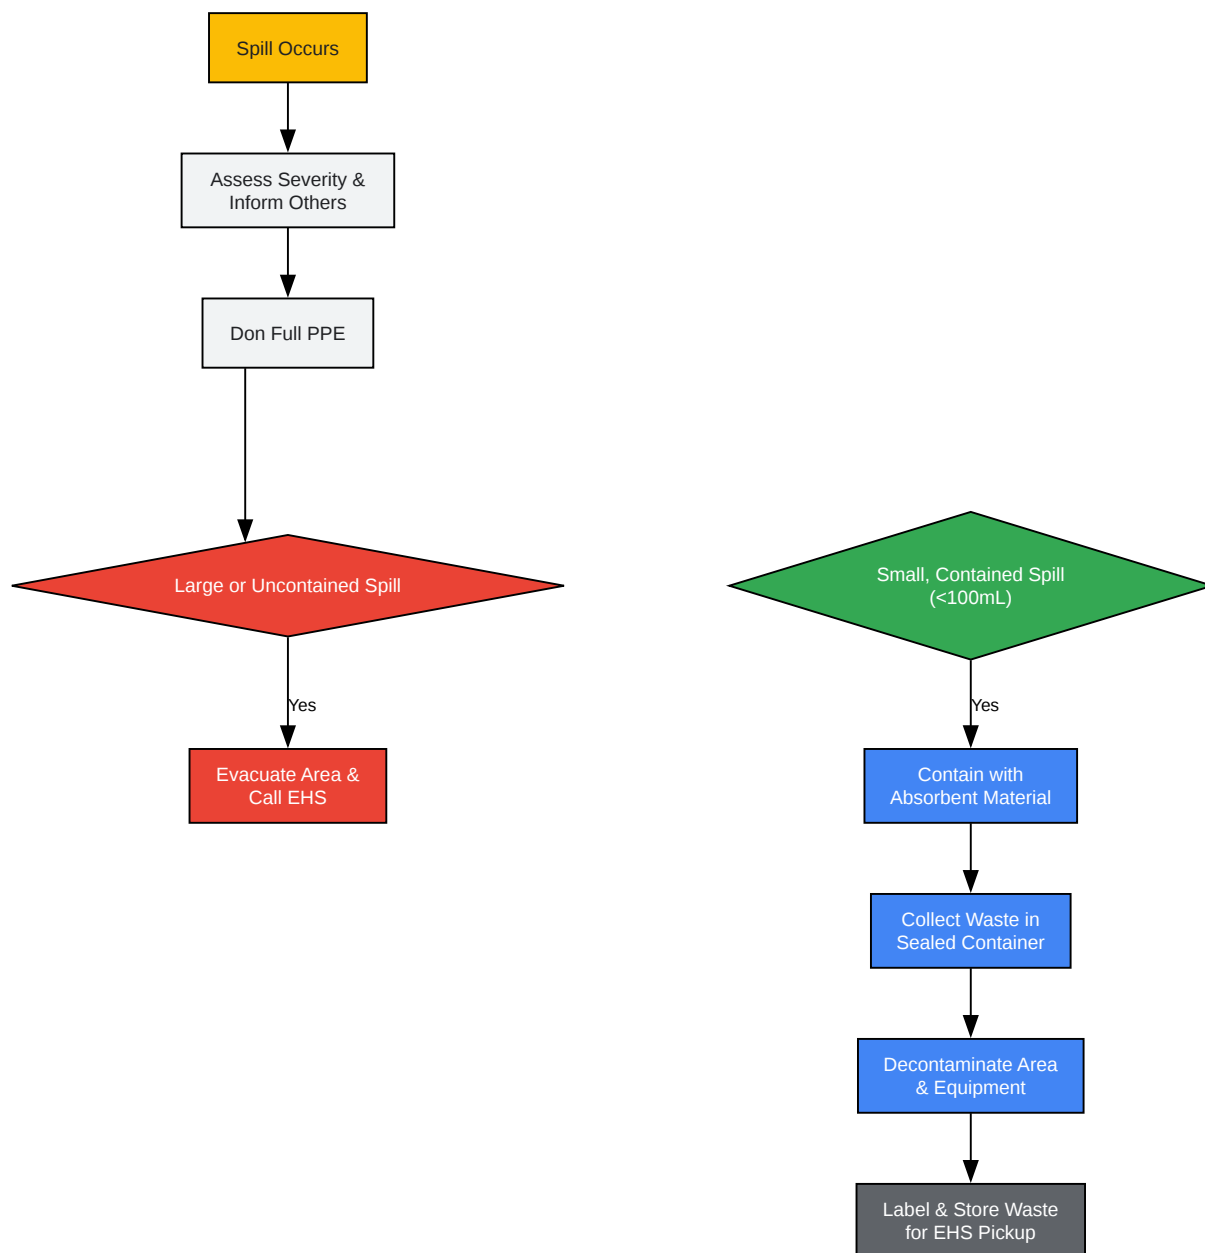 Spill Occurs
Assess Severity &
Inform Others
Don Full PPE
Large or Uncontained Spill
Yes
Evacuate Area &
Call EHS
Small, Contained Spill
(<100mL)
Yes
Contain with
Absorbent Material
Collect Waste in
Sealed Container
Decontaminate Area
& Equipment
Label & Store Waste
for EHS Pickup